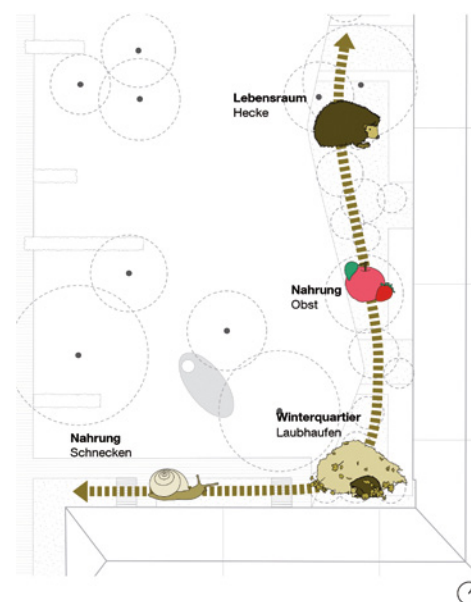 Lebensraum
Hecke
Nahrung
Obst
Winterquartier
Laubhaufen
Nahrung
Schnecken